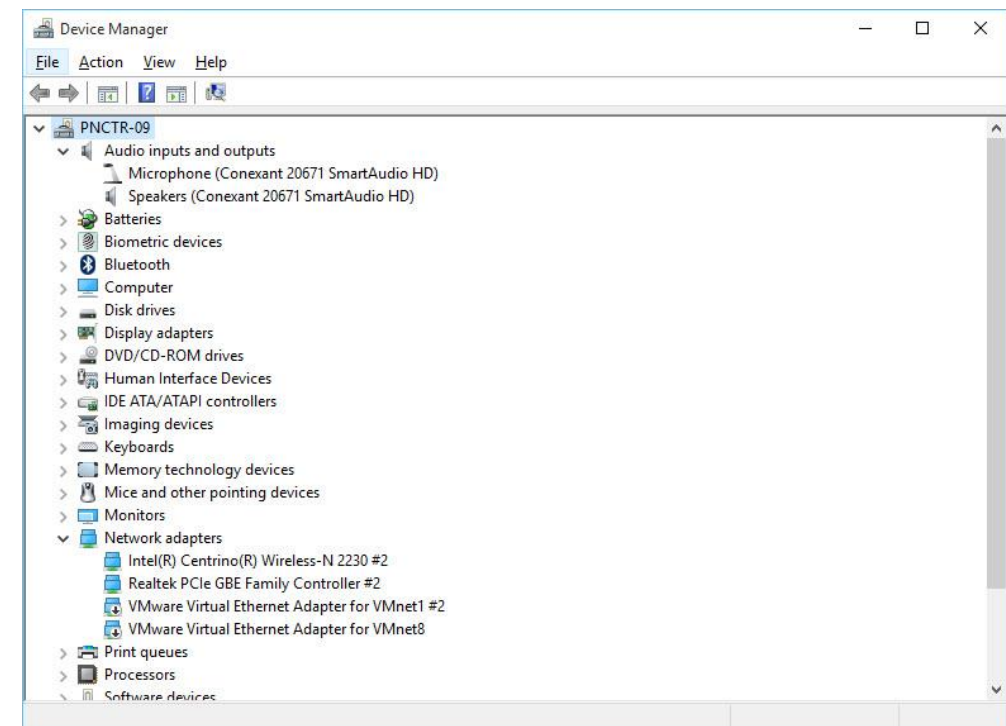 Device Manager
File Action View Help
PNCTR-09
Audio inputs and outputs
Microphone (Conexant 20671 SmartAudio HD)
Speakers (Conexant 20671 SmartAudio HD)
Batteries
Biometric devices
Bluetooth
Computer
Disk drives
Display adapters
DVD/CD-ROM drives
Human Interface Devices
IDE ATA/ATAPI controllers
Imaging devices
Keyboards
Memory technology devices
Mice and other pointing devices
Monitors
Network adapters
Intel(R) Centrino(R) Wireless-N 2230 #2
Realtek PCIe GBE Family Controller #2
VMware Virtual Ethernet Adapter for VMnet1 #2
VMware Virtual Ethernet Adapter for VMnet8
Print queues
Processors
Software devices